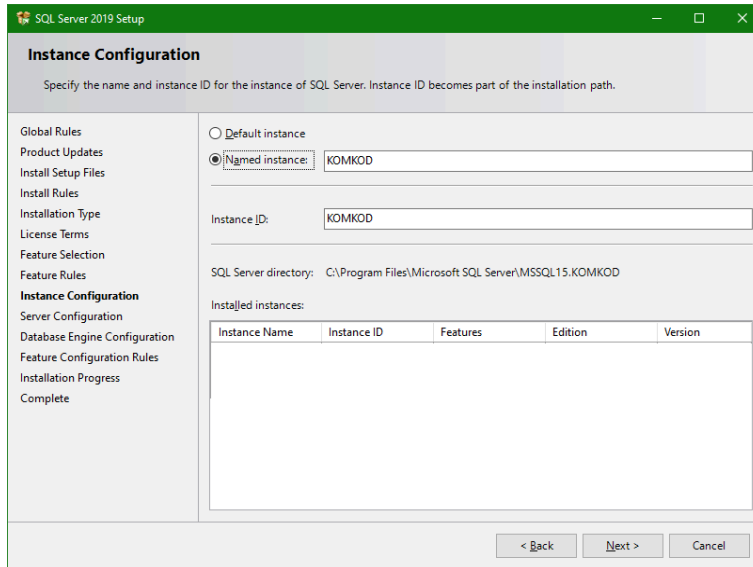 SQL Server 2019 Setup
Instance Configuration
Specify the name and instance ID for the instance of SQL Server. Instance ID becomes part of the installation path.
Global Rules
Product Updates
Install Setup Files
Install Rules
Installation Type
License Terms
Feature Selection
Feature Rules
Instance Configuration
Server Configuration
Database Engine Configuration
Feature Configuration Rules
Installation Progress
Complete
Default instance
Named instance: KOMKOD
Instance ID: KOMKOD
SQL Server directory: C:\Program Files\Microsoft SQL Server\MSSQL15.KOMKOD
Installed instances:
Instance Name Instance ID Features Edition Version
< Back Next > Cancel